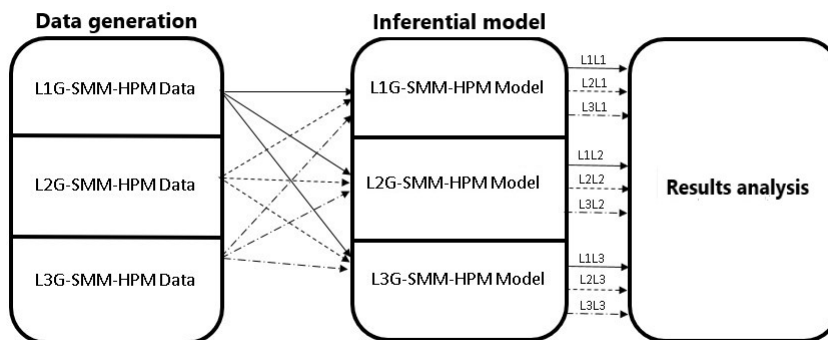 Data generation
Inferential model
L1G-SMM-HPM Data
L2G-SMM-HPM Data
L3G-SMM-HPM Data
L1G-SMM-HPM Model
L2G-SMM-HPM Model
L3G-SMM-HPM Model
L1L1
L2L1
L3L1
L1L2
L2L2
L3L2
L1L3
L2L3
L3L3
Results analysis